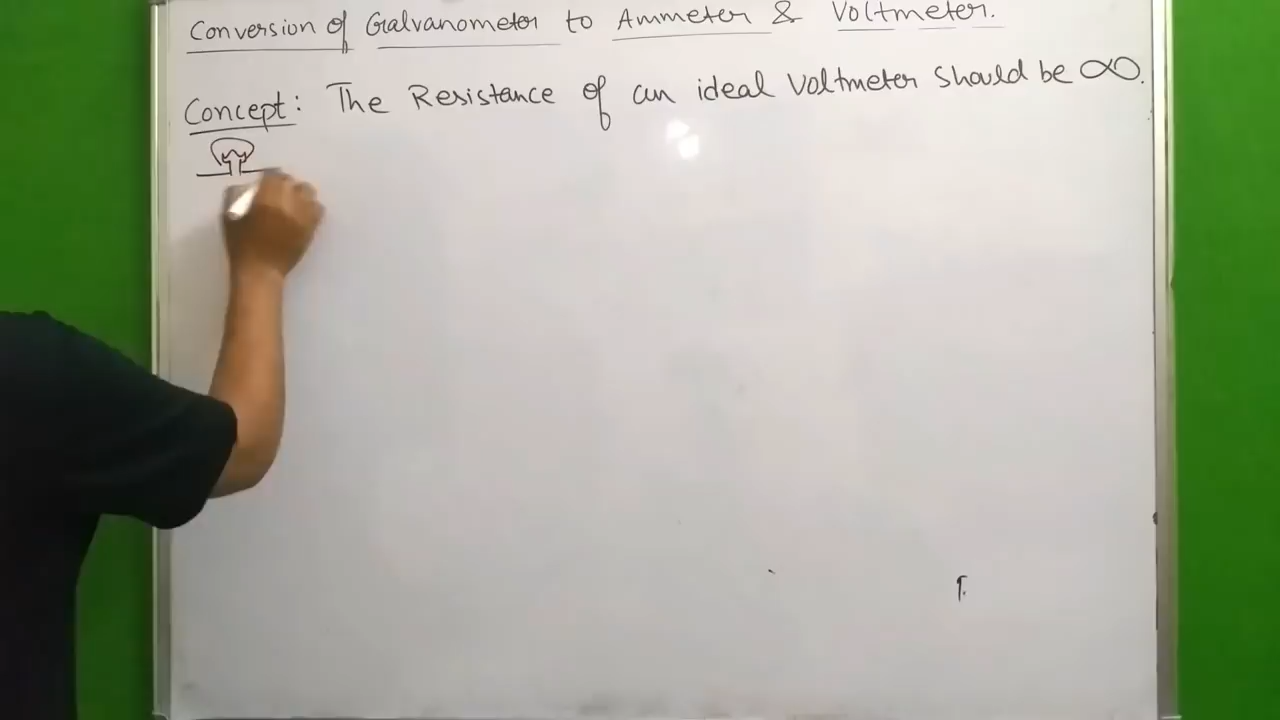 Conversion of Galvanometer to Ammeter & Voltmeter.
Concept: The Resistance of an ideal Voltmeter Should be ∞.